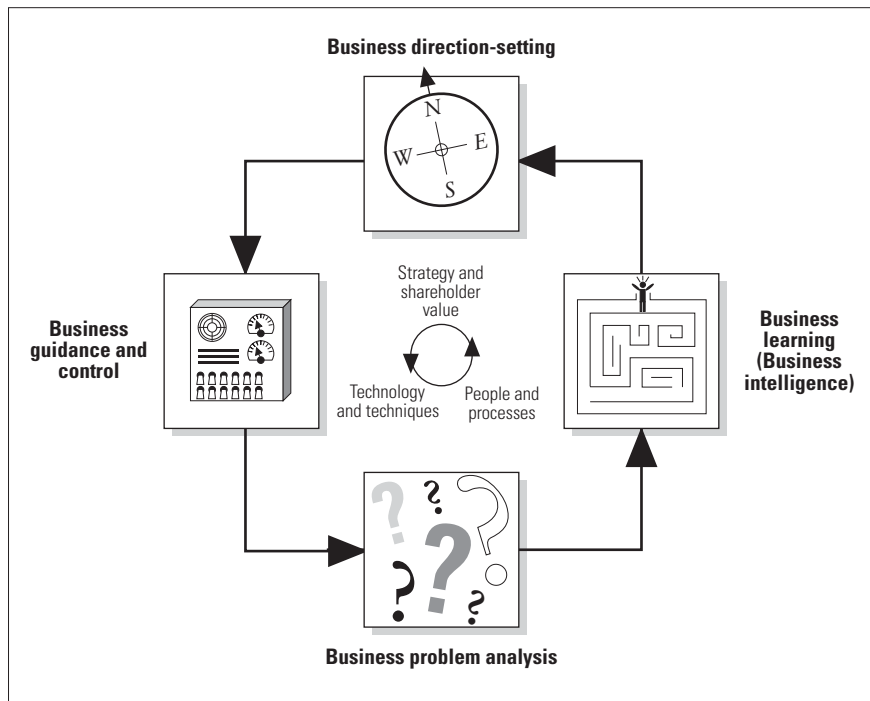 Business direction-setting
N
W
E
S
Strategy and
shareholder
value
Business
guidance and
control
Business
learning
(Business
intelligence)
Technology
and techniques
People and
processes
? ? ?
? ? ?
Business problem analysis